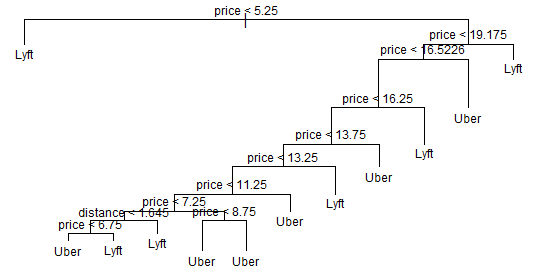 price < 5.25
Lyft
price < 19.175
price < 16.5226
Lyft
Uber
price < 16.25
Lyft
price < 13.75
Uber
price < 13.25
Lyft
price < 11.25
Uber
price < 7.25
distance < 1.645
price < 8.75
price < 6.75
Lyft
Uber
Lyft
Uber
Uber